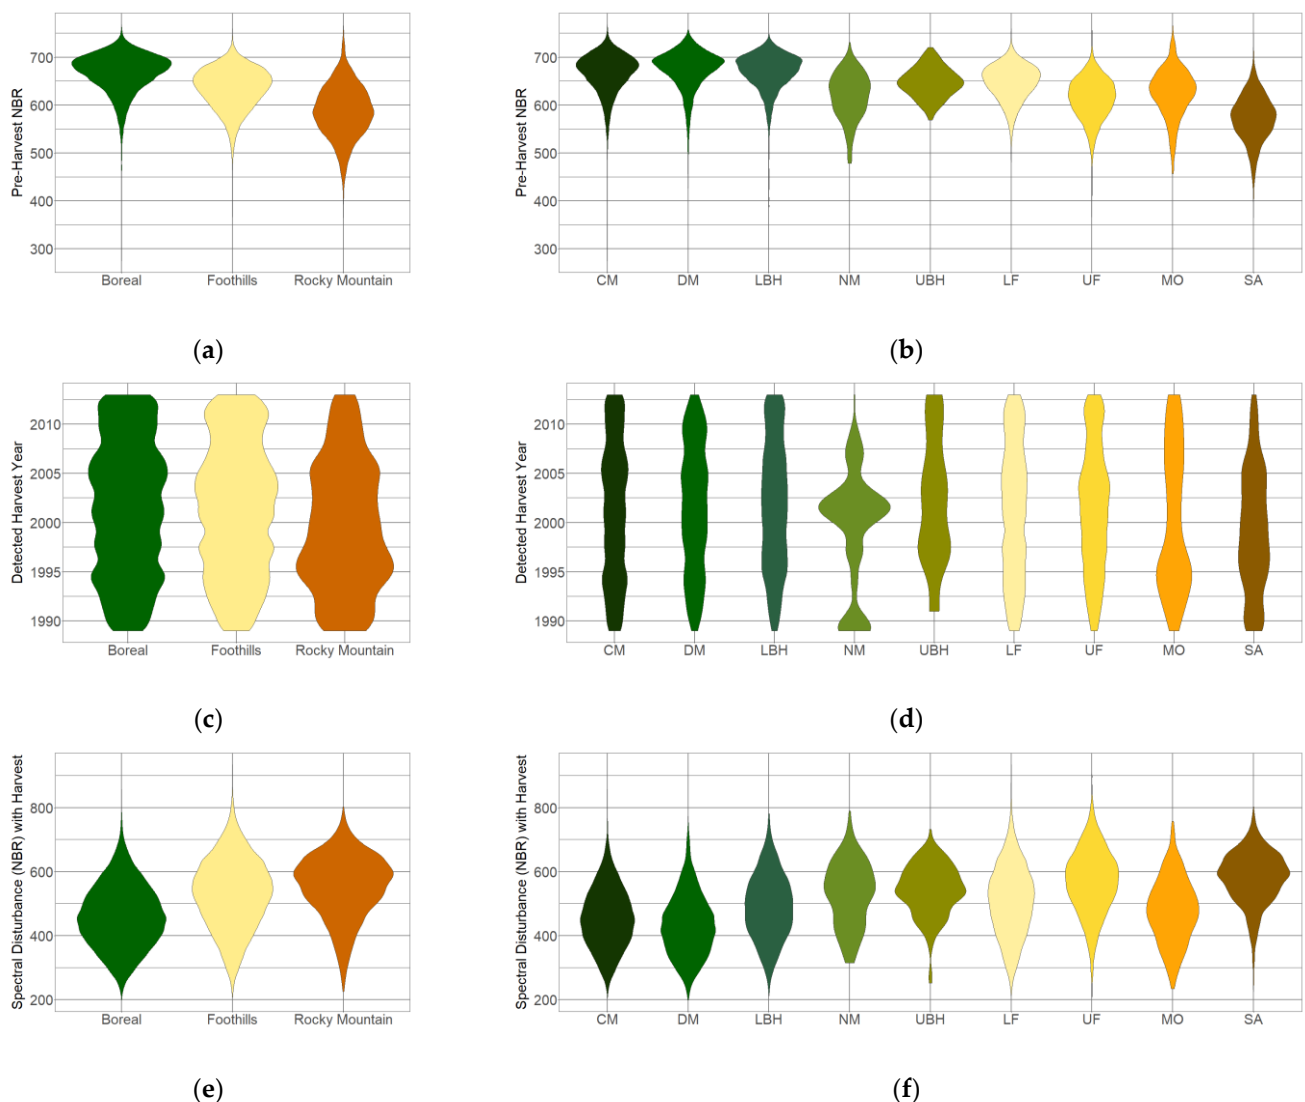 Pre-Harvest NBR
700
600
500
400
300
Boreal Foothills Rocky Mountain
(a)
Pre-Harvest NBR
700
600
500
400
300
CM DM LBH NM UBH LF UF MO SA
(b)
Detected Harvest Year
2010
2005
2000
1995
1990
Boreal Foothills Rocky Mountain
(c)
Detected Harvest Year
2010
2005
2000
1995
1990
CM DM LBH NM UBH LF UF MO SA
(d)
Spectral Disturbance (NBR) with Harvest
800
600
400
200
Boreal Foothills Rocky Mountain
(e)
Spectral Disturbance (NBR) with Harvest
800
600
400
200
CM DM LBH NM UBH LF UF MO SA
(f)